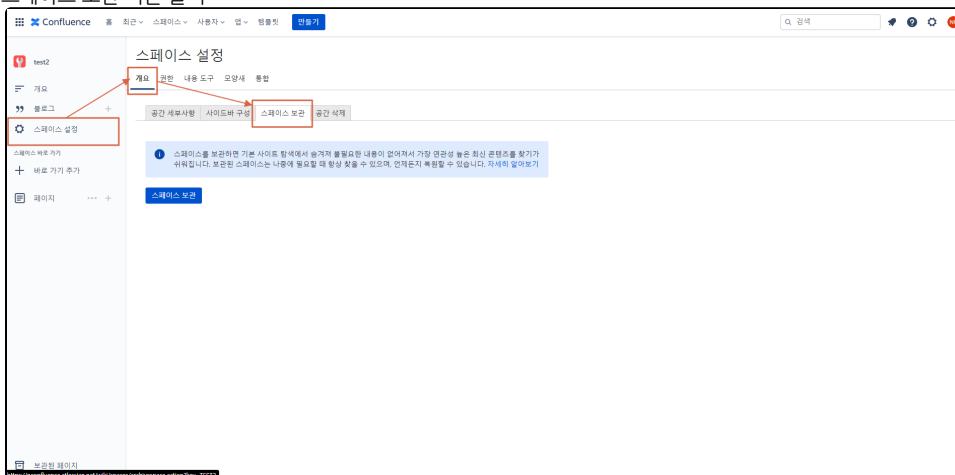 Confluence 홈 최근 스페이스 사용자 앱 템플릿 만들기 검색
test2
스페이스 설정
개요 권한 내용 도구 모양새 통합
개요
블로그
스페이스 설정
스페이스 바로 가기
바로 가기 추가
페이지
공간 세부사항 사이드바 구성 스페이스 보관 공간 삭제
스페이스를 보관하면 기본 사이트 탐색에서 숨겨져 불필요한 내용이 없어져서 가장 연관성 높은 최신 콘텐츠를 찾기가
쉬워집니다. 보관된 스페이스는 나중에 필요할 때 항상 찾을 수 있으며, 언제든지 복원할 수 있습니다. 자세히 알아보기
스페이스 보관
보관된 페이지